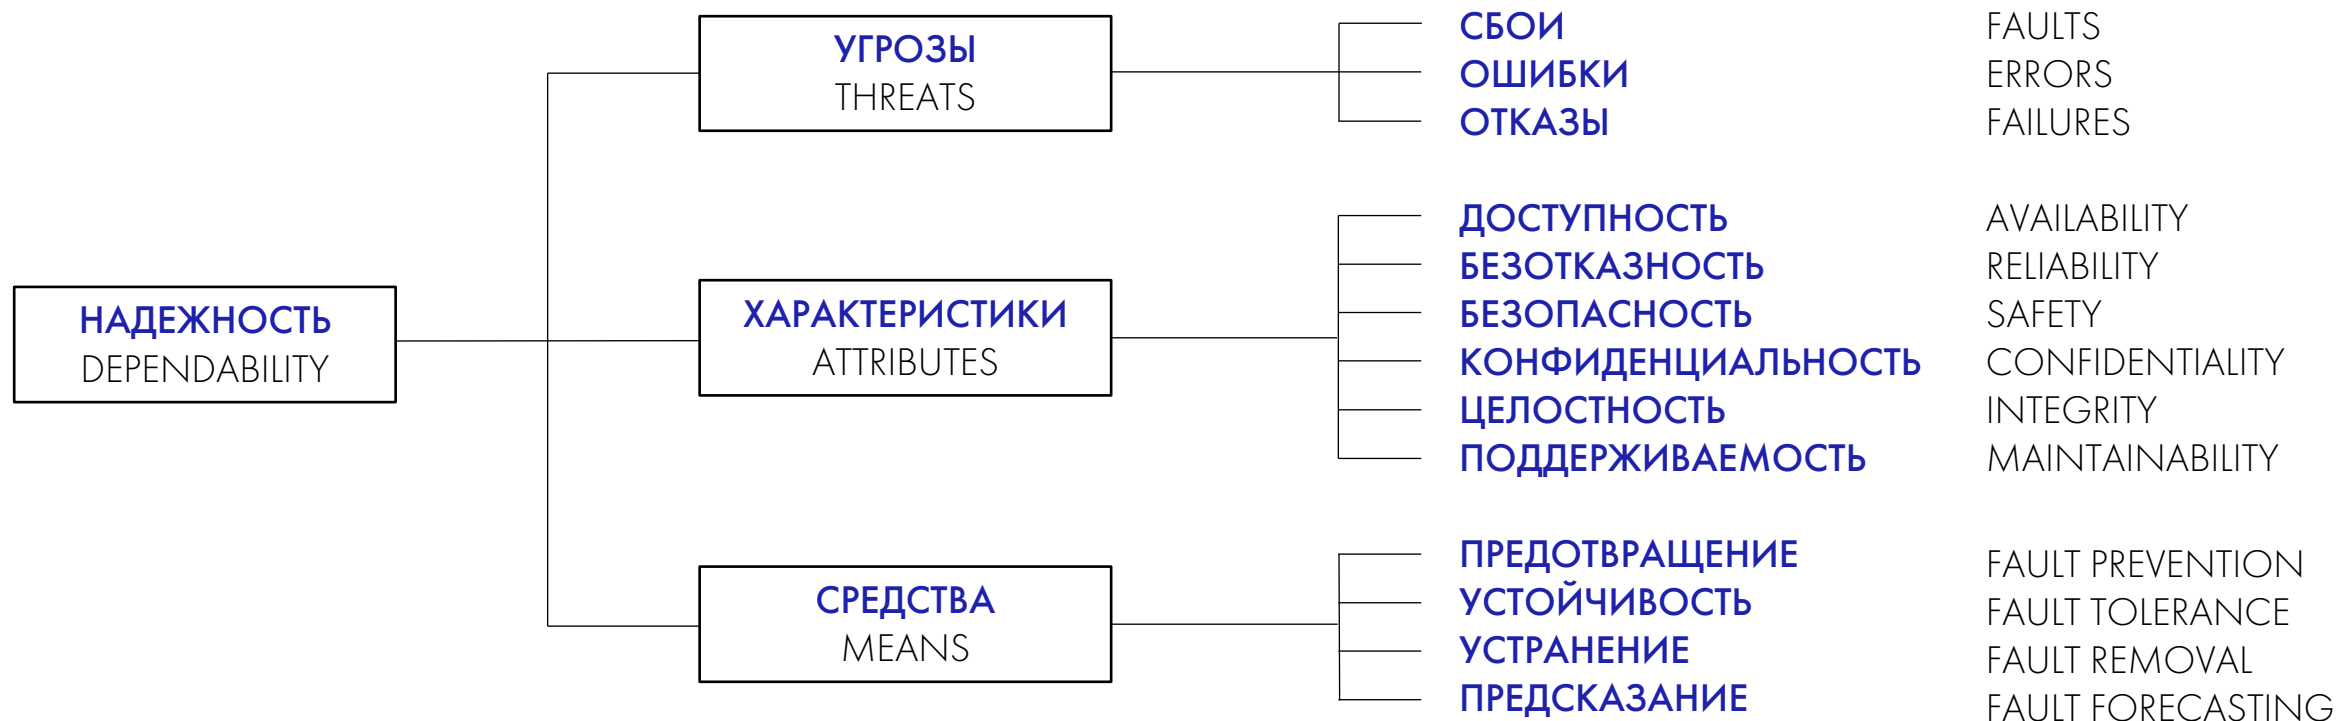 НАДЕЖНОСТЬ
DEPENDABILITY
УГРОЗЫ
THREATS
СБОИ FAULTS
ОШИБКИ ERRORS
ОТКАЗЫ FAILURES
ХАРАКТЕРИСТИКИ
ATTRIBUTES
ДОСТУПНОСТЬ AVAILABILITY
БЕЗОТКАЗНОСТЬ RELIABILITY
БЕЗОПАСНОСТЬ SAFETY
КОНФИДЕНЦИАЛЬНОСТЬ CONFIDENTIALITY
ЦЕЛОСТНОСТЬ INTEGRITY
ПОДДЕРЖИВАЕМОСТЬ MAINTAINABILITY
СРЕДСТВА
MEANS
ПРЕДОТВРАЩЕНИЕ FAULT PREVENTION
УСТОЙЧИВОСТЬ FAULT TOLERANCE
УСТРАНЕНИЕ FAULT REMOVAL
ПРЕДСКАЗАНИЕ FAULT FORECASTING